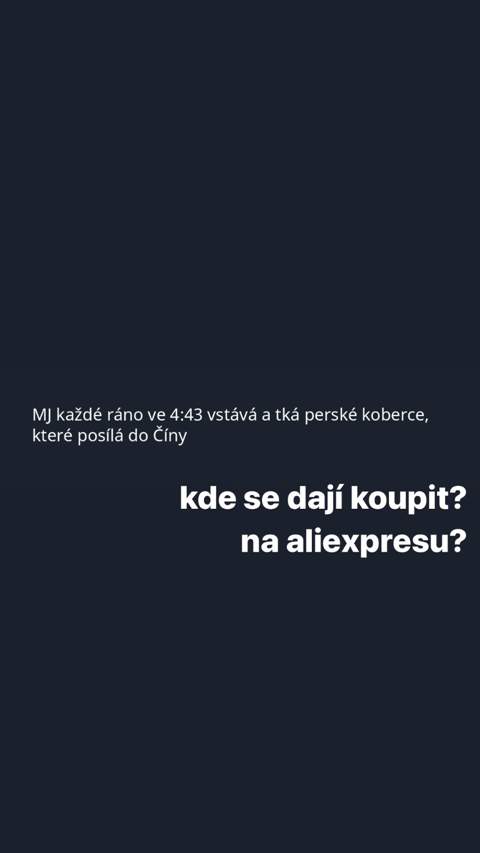 MJ každé ráno ve 4:43 vstává a tká perské koberce,
které posílá do Číny
kde se dají koupit?
na aliexpresu?